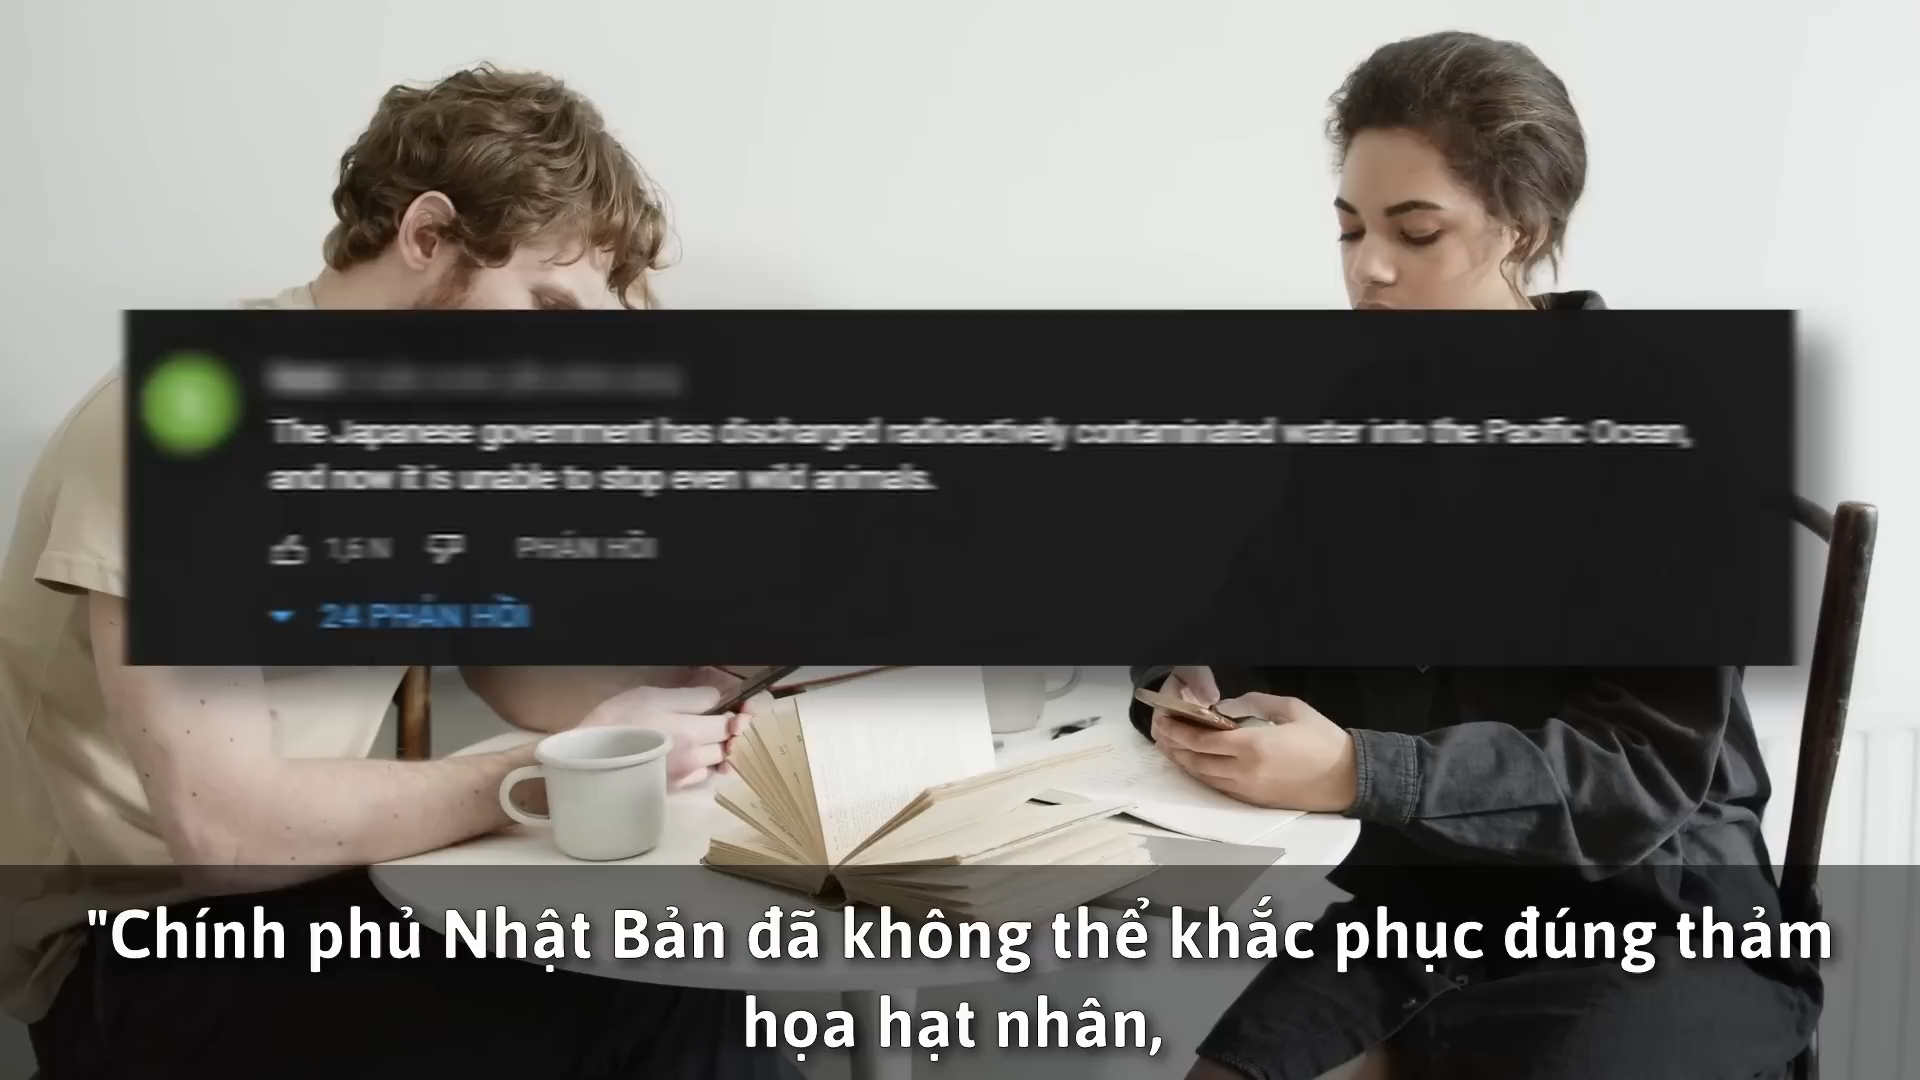 The Japanese government has discharged radioactively contaminated water into the Pacific Ocean,
and now it is unable to stop even wild animals.
1,6 N PHẢN HỒI
24 PHẢN HỒI
"Chính phủ Nhật Bản đã không thể khắc phục đúng thảm
họa hạt nhân,